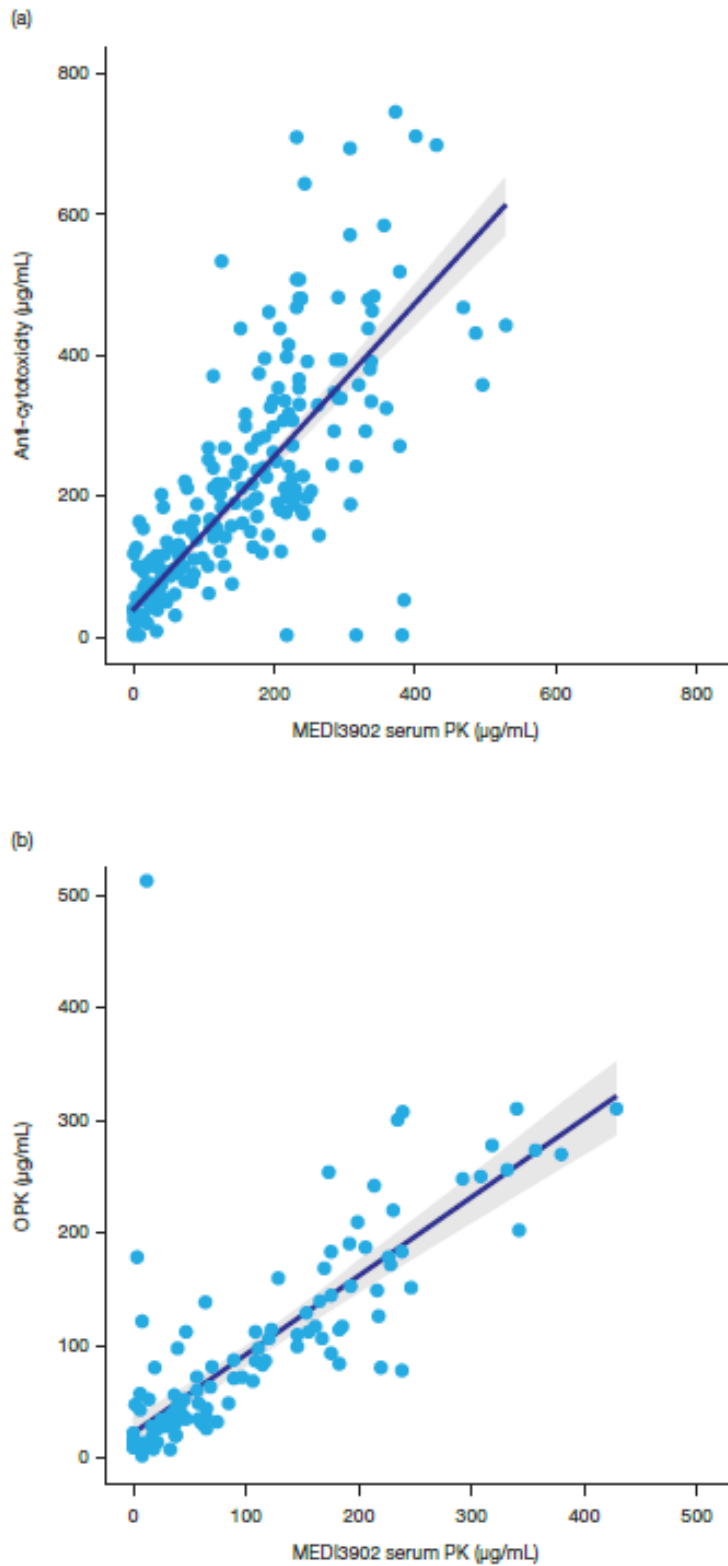 (a)
800
600
400
200
0
Anti-cytotoxicity (µg/mL)
0 200 400 600 800
MEDI3902 serum PK (µg/mL)
(b)
500
400
300
200
100
0
OPK (µg/mL)
0 100 200 300 400 500
MEDI3902 serum PK (µg/mL)